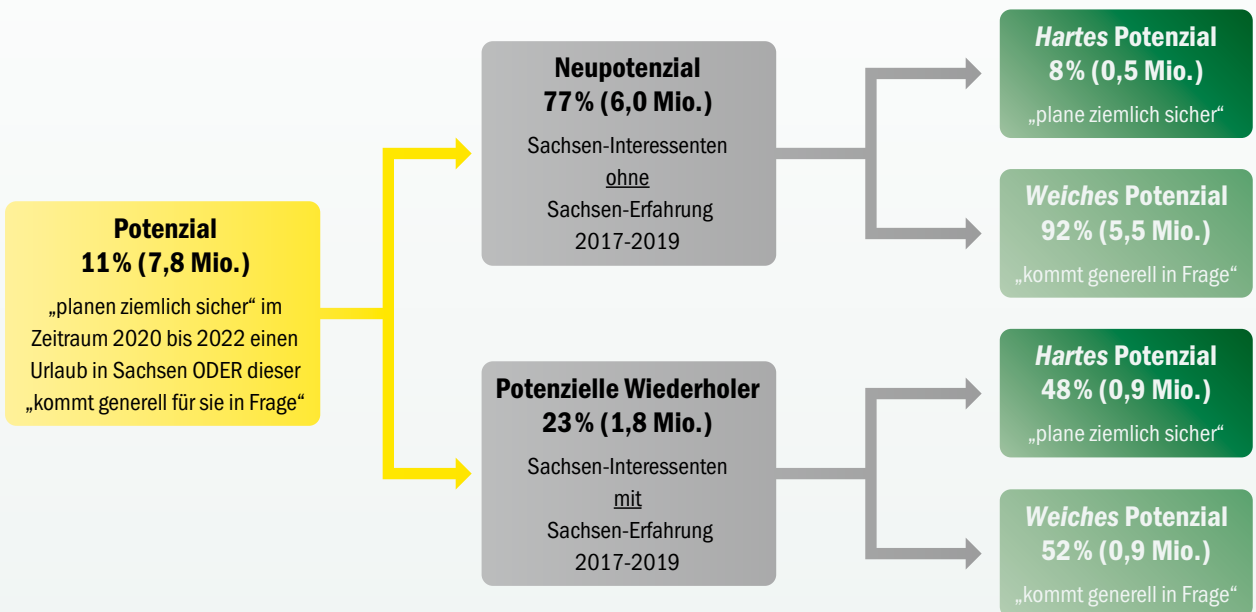 Potenzial
11% (7,8 Mio.)
„planen ziemlich sicher“ im
Zeitraum 2020 bis 2022 einen
Urlaub in Sachsen ODER dieser
„kommt generell für sie in Frage“
Neupotenzial
77% (6,0 Mio.)
Sachsen-Interessenten
ohne
Sachsen-Erfahrung
2017-2019
Hartes Potenzial
8% (0,5 Mio.)
„plane ziemlich sicher“
Weiches Potenzial
92% (5,5 Mio.)
„kommt generell in Frage“
Potenzielle Wiederholer
23% (1,8 Mio.)
Sachsen-Interessenten
mit
Sachsen-Erfahrung
2017-2019
Hartes Potenzial
48% (0,9 Mio.)
„plane ziemlich sicher“
Weiches Potenzial
52% (0,9 Mio.)
„kommt generell in Frage“